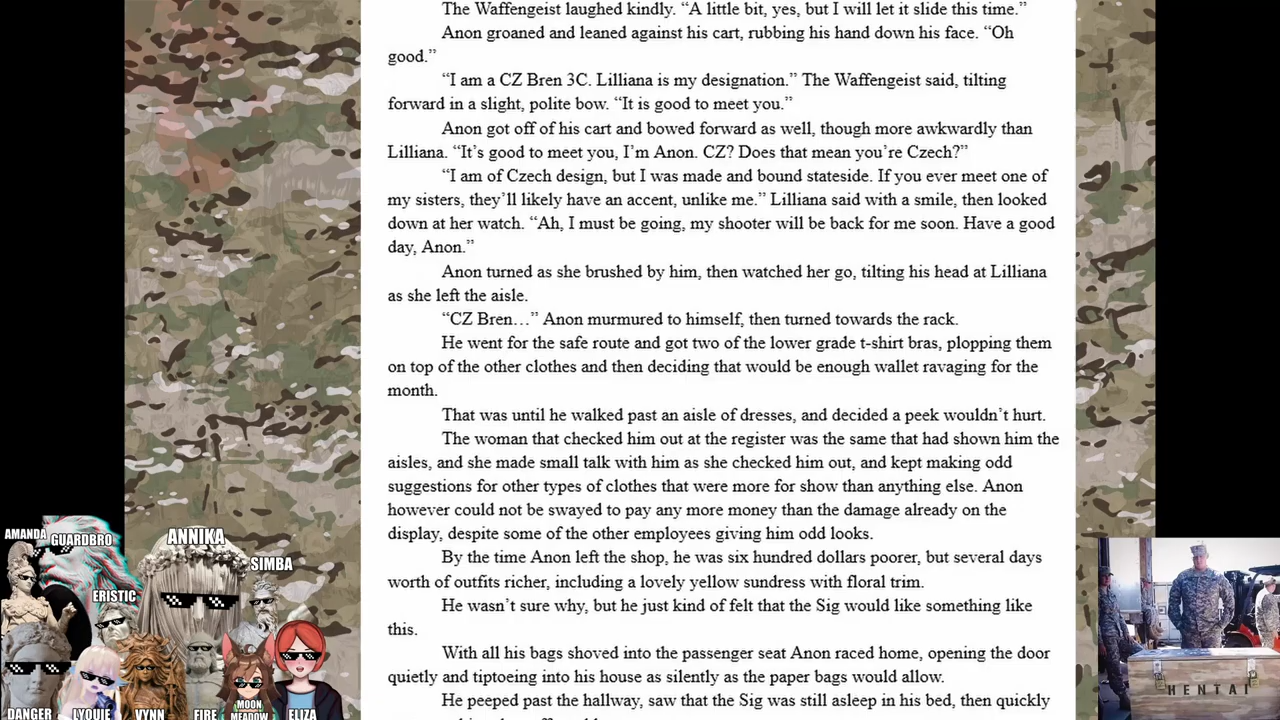 The Waffengeist laughed kindly. “A little bit, yes, but I will let it slide this time.”
Anon groaned and leaned against his cart, rubbing his hand down his face. “Oh
good.”
“I am a CZ Bren 3C. Lilliana is my designation.” The Waffengeist said, tilting
forward in a slight, polite bow. “It is good to meet you.”
Anon got off of his cart and bowed forward as well, though more awkwardly than
Lilliana. “It’s good to meet you, I’m Anon. CZ? Does that mean you’re Czech?”
“I am of Czech design, but I was made and bound stateside. If you ever meet one of
my sisters, they’ll likely have an accent, unlike me.” Lilliana said with a smile, then looked
down at her watch. “Ah, I must be going, my shooter will be back for me soon. Have a good
day, Anon.”
Anon turned as she brushed by him, then watched her go, tilting his head at Lilliana
as she left the aisle.
“CZ Bren…” Anon murmured to himself, then turned towards the rack.
He went for the safe route and got two of the lower grade t-shirt bras, plopping them
on top of the other clothes and then deciding that would be enough wallet ravaging for the
month.
That was until he walked past an aisle of dresses, and decided a peek wouldn’t hurt.
The woman that checked him out at the register was the same that had shown him the
aisles, and she made small talk with him as she checked him out, and kept making odd
suggestions for other types of clothes that were more for show than anything else. Anon
however could not be swayed to pay any more money than the damage already on the
display, despite some of the other employees giving him odd looks.
By the time Anon left the shop, he was six hundred dollars poorer, but several days
worth of outfits richer, including a lovely yellow sundress with floral trim.
He wasn’t sure why, but he just kind of felt that the Sig would like something like
this.
With all his bags shoved into the passenger seat Anon raced home, opening the door
quietly and tiptoeing into his house as silently as the paper bags would allow.
He peeped past the hallway, saw that the Sig was still asleep in his bed, then quickly
AMANDA
GUARDBRO
ANNIKA
SIMBA
ERISTIC
DANGER
LYQUIE
VYNN
FIRE
MOON
MEADOW
ELIZA
HENTAI